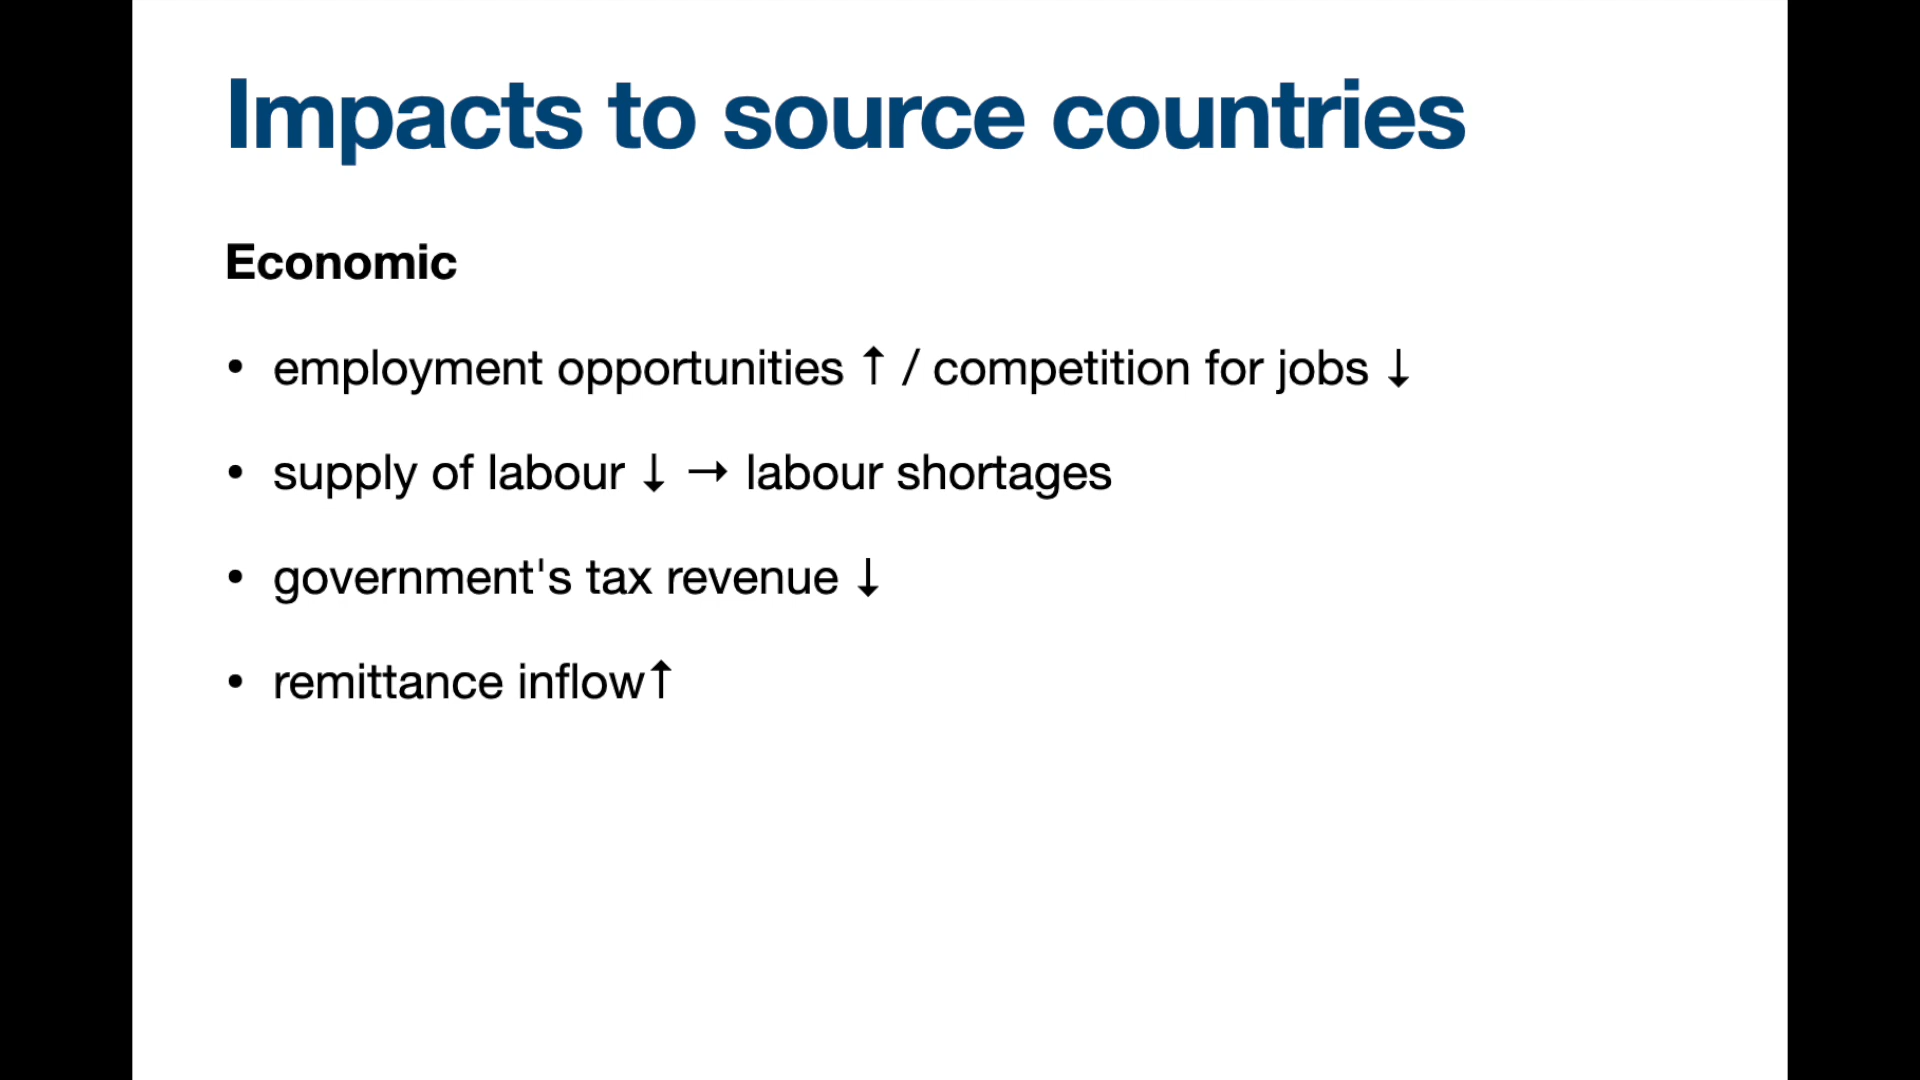 Impacts to source countries
Economic
• employment opportunities ↑ / competition for jobs ↓
• supply of labour ↓ → labour shortages
• government's tax revenue ↓
• remittance inflow↑